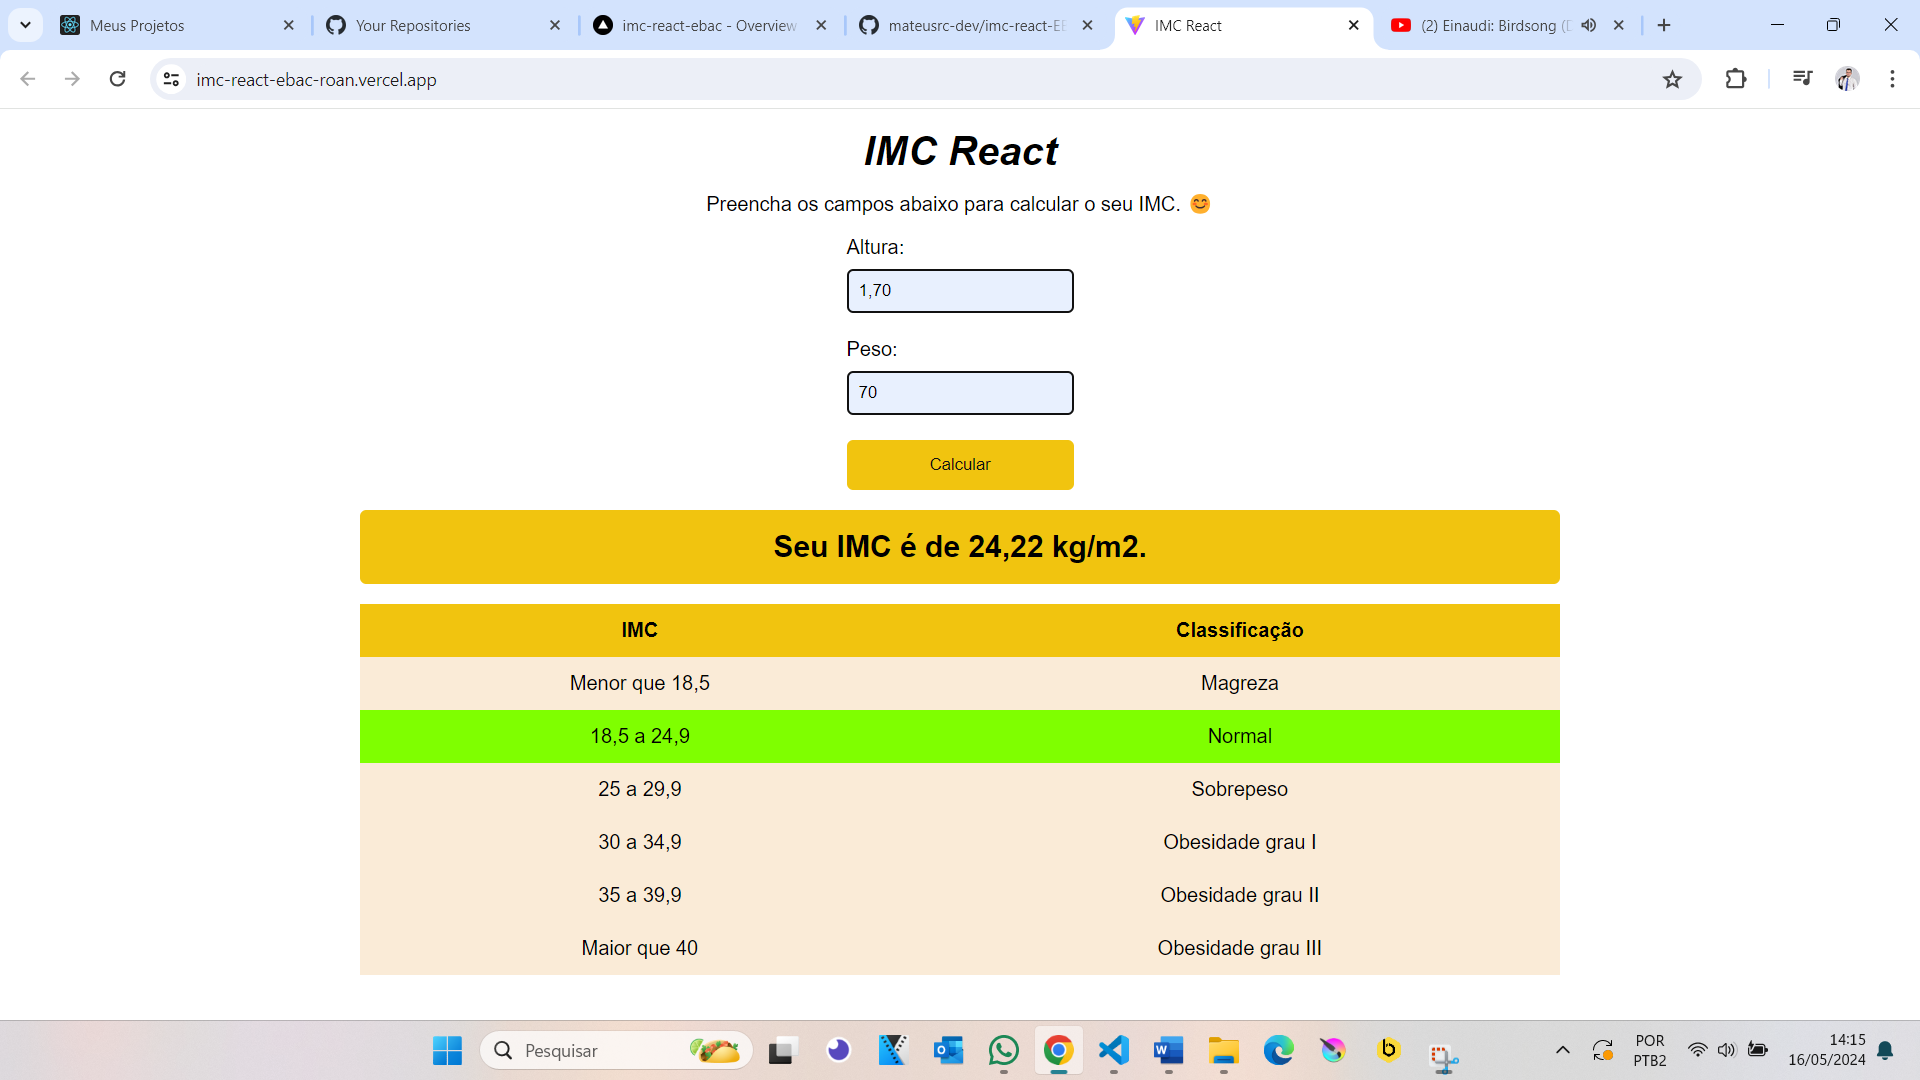 Meus Projetos
Your Repositories
imc-react-ebac - Overview
mateusrc-dev/imc-react-EE
IMC React
(2) Einaudi: Birdsong (D
imc-react-ebac-roan.vercel.app
IMC React
Preencha os campos abaixo para calcular o seu IMC. 😊
Altura:
1,70
Peso:
70
Calcular
Seu IMC é de 24,22 kg/m2.
IMC Classificação
Menor que 18,5 Magreza
18,5 a 24,9 Normal
25 a 29,9 Sobrepeso
30 a 34,9 Obesidade grau I
35 a 39,9 Obesidade grau II
Maior que 40 Obesidade grau III
Pesquisar
POR
PTB2
14:15
16/05/2024